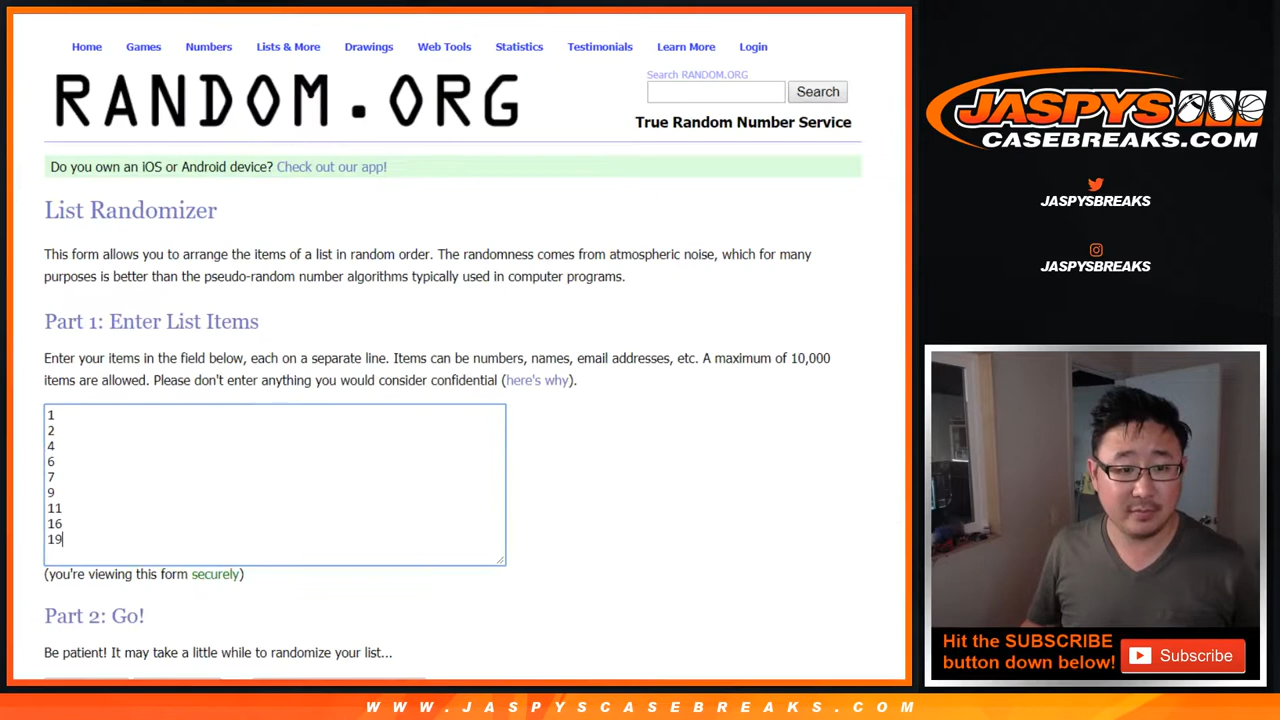 Home Games Numbers Lists & More Drawings Web Tools Statistics Testimonials Learn More Login
RANDOM.ORG
Search RANDOM.ORG
Search
True Random Number Service
Do you own an iOS or Android device? Check out our app!
List Randomizer
This form allows you to arrange the items of a list in random order. The randomness comes from atmospheric noise, which for many
purposes is better than the pseudo-random number algorithms typically used in computer programs.
Part 1: Enter List Items
Enter your items in the field below, each on a separate line. Items can be numbers, names, email addresses, etc. A maximum of 10,000
items are allowed. Please don't enter anything you would consider confidential (here's why).
1
2
4
6
7
9
11
16
19
(you're viewing this form securely)
Part 2: Go!
Be patient! It may take a little while to randomize your list...
JASPYS
CASEBREAKS.COM
JASPYSBREAKS
JASPYSBREAKS
Hit the SUBSCRIBE
button down below!
Subscribe
WWW.JASPYSCASEBREAKS.COM